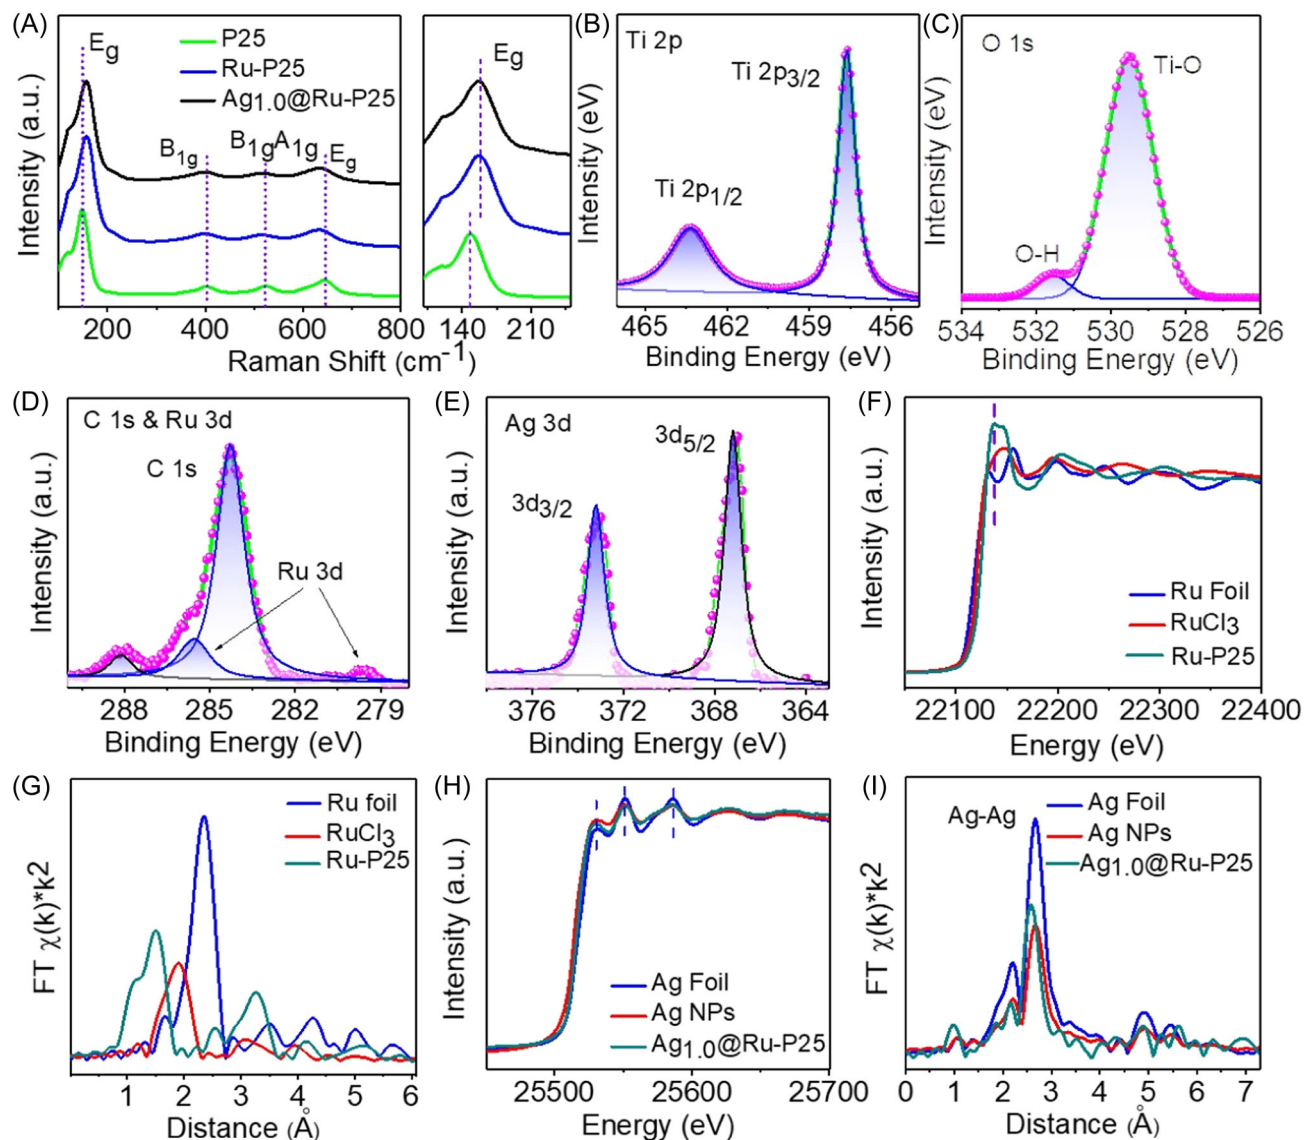 (A)
Intensity (a.u.)
Eg
P25
Ru-P25
Ag1.0@Ru-P25
B1g
B1g A1g
Eg
200 400 600 800
Raman Shift (cm-1)
Eg
140 210
(B)
Intensity (eV)
Ti 2p
Ti 2p3/2
Ti 2p1/2
465 462 459 456
Binding Energy (eV)
(C)
Intensity (a.u.)
O 1s
Ti-O
O-H
534 532 530 528 526
Binding Energy (eV)
(D)
Intensity (a.u.)
C 1s & Ru 3d
C 1s
Ru 3d
288 285 282 279
Binding Energy (eV)
(E)
Intensity (a.u.)
Ag 3d
3d5/2
3d3/2
376 372 368 364
Binding Energy (eV)
(F)
Intensity (a.u.)
Ru Foil
RuCl3
Ru-P25
22100 22200 22300 22400
Energy (eV)
(G)
FT χ(k)*k2
Ru foil
RuCl3
Ru-P25
1 2 3 4 5 6
Distance (Å)
(H)
Intensity (a.u.)
Ag Foil
Ag NPs
Ag1.0@Ru-P25
25500 25600 25700
Energy (eV)
(I)
FT χ(k)*k2
Ag-Ag
Ag Foil
Ag NPs
Ag1.0@Ru-P25
0 1 2 3 4 5 6 7
Distance (Å)